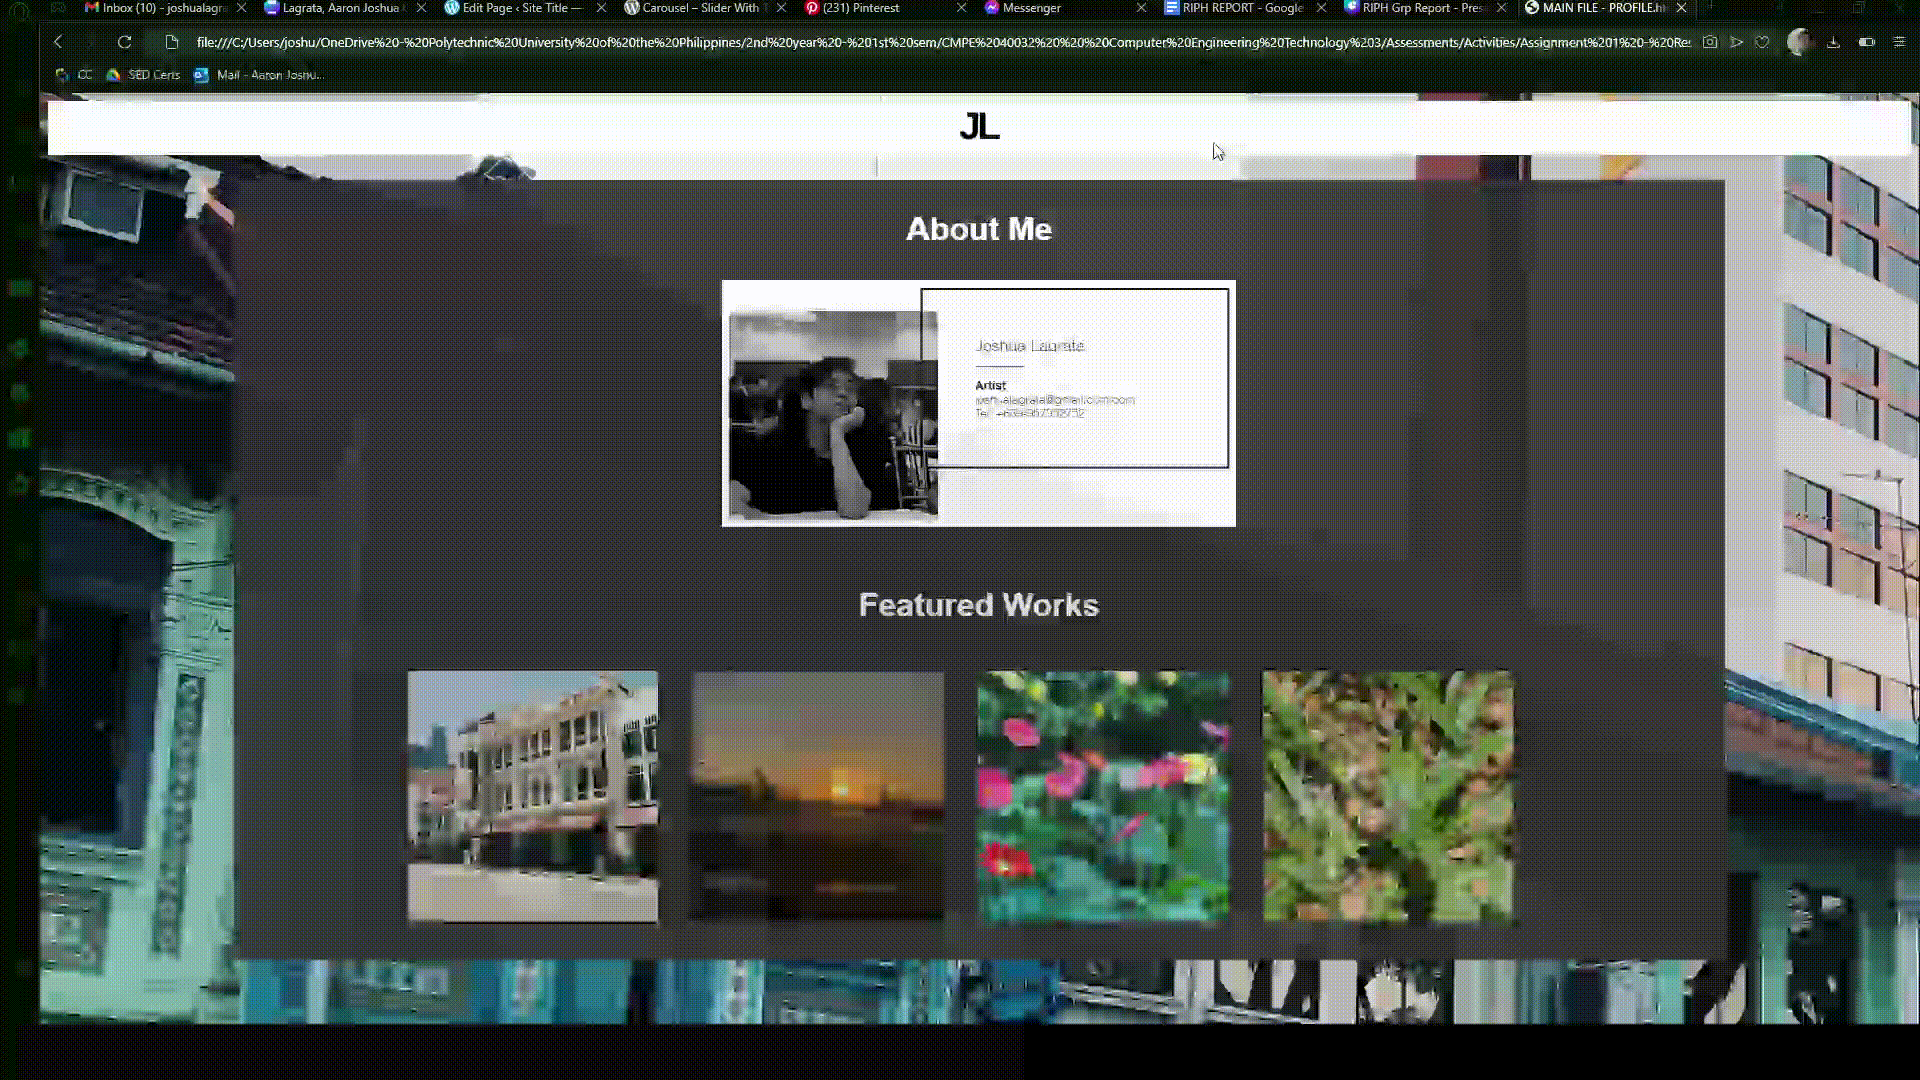 Inbox (10) - joshualagra
Lagrata, Aaron Joshua
Edit Page ‹ Site Title —
Carousel – Slider With
(231) Pinterest
Messenger
RIPH REPORT - Google
RIPH Grp Report - Pres
MAIN FILE - PROFILE.h
file:///C:/Users/joshu/OneDrive%20-%20Polytechnic%20University%20of%20the%20Philippines/2nd%20year%20-%201st%20sem/CMPE%2040032%20%20%20Computer%20Engineering%20Technology%203/Assessments/Activities/Assignment%201%20-%20Re
CC
SED Certs
Mail - Aaron Joshu...
JL
About Me
Joshua Lagrata
Artist
Tel:
Featured Works